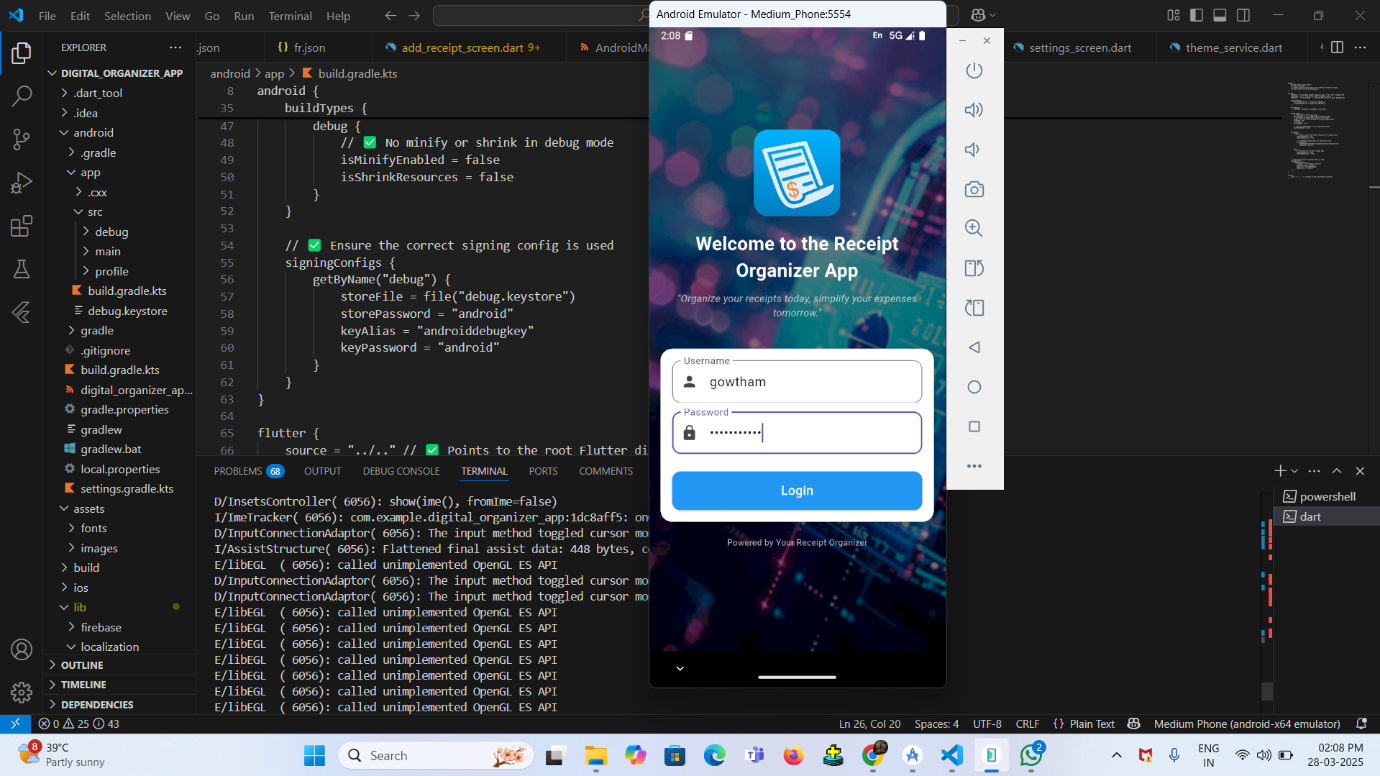 File Edit Selection View Go Run Terminal Help
Android Emulator - Medium_Phone:5554
EXPLORER
DIGITAL_ORGANIZER_APP
.dart_tool
.idea
android
.gradle
app
.cxx
src
debug
main
profile
build.gradle.kts
debug.keystore
gradle
.gitignore
build.gradle.kts
digital_organizer_ap...
gradle.properties
gradlew
gradlew.bat
local.properties
settings.gradle.kts
assets
fonts
images
build
ios
lib
firebase
localization
OUTLINE
TIMELINE
DEPENDENCIES
.json
{} fr.json
add_receipt_screen.dart 9+
AndroidMa
settings_screen.dart
theme_service.dart
android > app > build.gradle.kts
8 android {
35 buildTypes {
47 debug {
48 // ✅ No minify or shrink in debug mode
49 isMinifyEnabled = false
50 isShrinkResources = false
51 }
52 }
53
54 // ✅ Ensure the correct signing config is used
55 signingConfigs {
56 getByName("debug") {
57 storeFile = file("debug.keystore")
58 storePassword = "android"
59 keyAlias = "androiddebugkey"
60 keyPassword = "android"
61 }
62 }
63 }
64
65 flutter {
66 source = "../.." // ✅ Points to the root Flutter di
PROBLEMS 68 OUTPUT DEBUG CONSOLE TERMINAL PORTS COMMENTS
D/InsetsController( 6056): show(ime(), fromIme=false)
I/ImeTracker( 6056): com.example.digital_organizer_app:1dc8aff5: on
D/InputConnectionAdaptor( 6056): The input method toggled cursor mo
I/AssistStructure( 6056): Flattened final assist data: 448 bytes, c
E/libEGL ( 6056): called unimplemented OpenGL ES API
D/InputConnectionAdaptor( 6056): The input method toggled cursor mo
D/InputConnectionAdaptor( 6056): The input method toggled cursor mo
E/libEGL ( 6056): called unimplemented OpenGL ES API
E/libEGL ( 6056): called unimplemented OpenGL ES API
E/libEGL ( 6056): called unimplemented OpenGL ES API
E/libEGL ( 6056): called unimplemented OpenGL ES API
E/libEGL ( 6056): called unimplemented OpenGL ES API
E/libEGL ( 6056): called unimplemented OpenGL ES API
E/libEGL ( 6056): called unimplemented OpenGL ES API
powershell
dart
2:08 En 5G
Welcome to the Receipt
Organizer App
"Organize your receipts today, simplify your expenses
tomorrow."
Username
gowtham
Password
•••••••••••
Login
Powered by Your Receipt Organizer
0 25 43
Ln 26, Col 20 Spaces: 4 UTF-8 CRLF {} Plain Text Medium Phone (android-x64 emulator)
8 39°C
Partly sunny
Search
2
ENG
IN
02:08 PM
28-03-2025